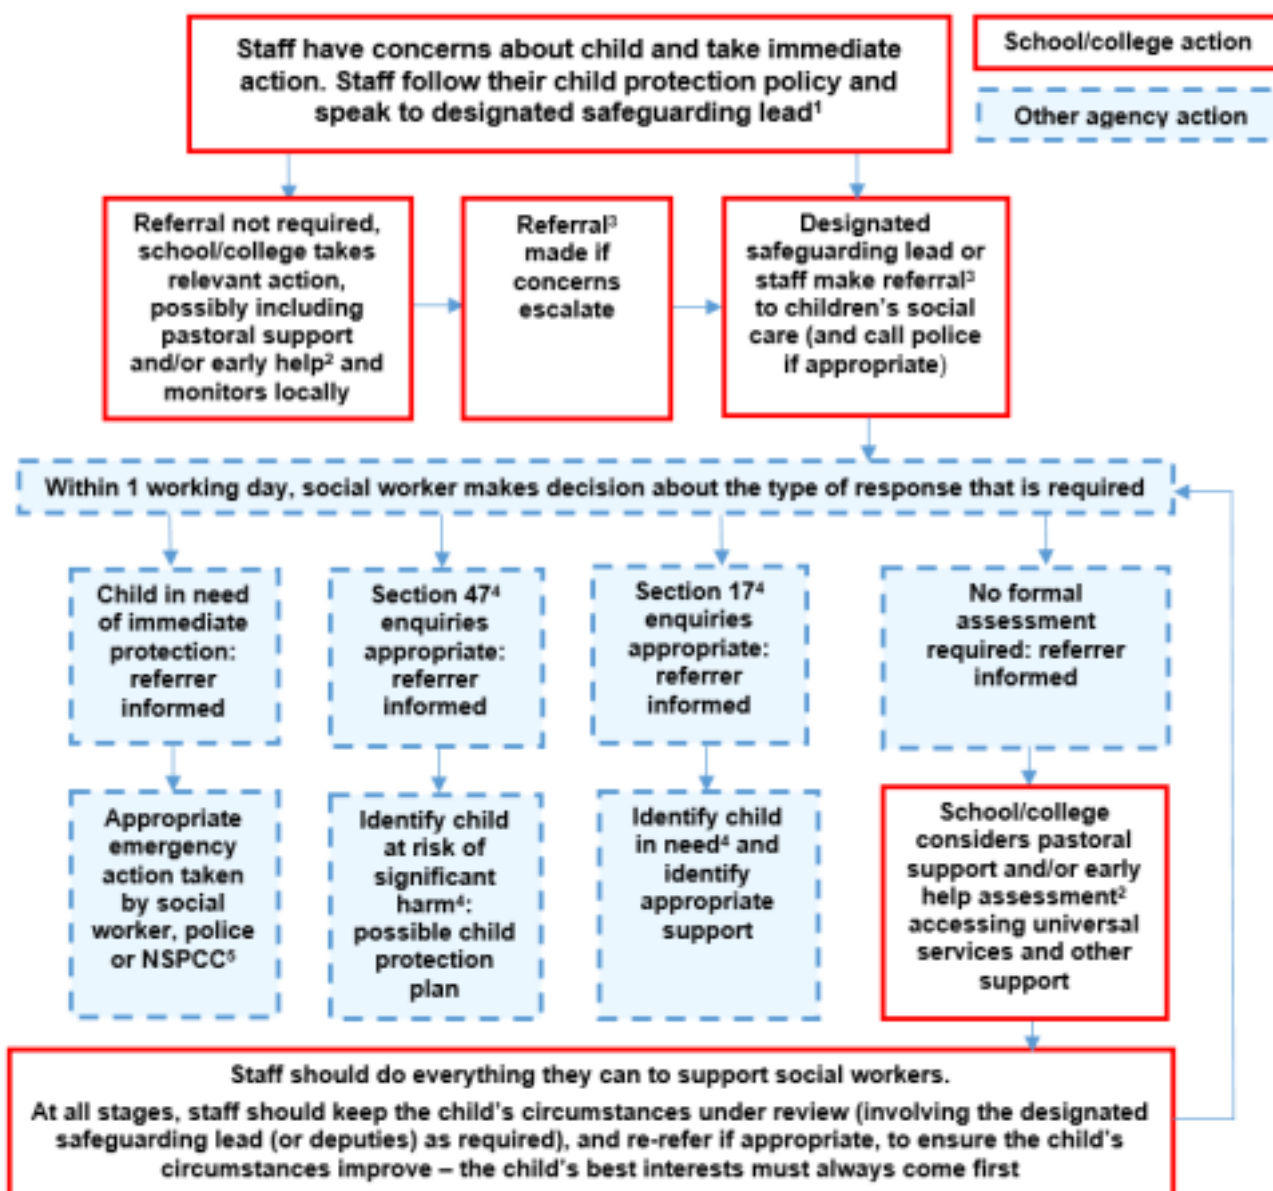 Staff have concerns about child and take immediate
action. Staff follow their child protection policy and
speak to designated safeguarding lead¹
School/college action
Other agency action
Referral not required,
school/college takes
relevant action,
possibly including
pastoral support
and/or early help² and
monitors locally
Referral³
made if
concerns
escalate
Designated
safeguarding lead or
staff make referral³
to children's social
care (and call police
if appropriate)
Within 1 working day, social worker makes decision about the type of response that is required
Child in need
of immediate
protection:
referrer
informed
Section 47⁴
enquiries
appropriate:
referrer
informed
Section 17⁴
enquiries
appropriate:
referrer
informed
No formal
assessment
required: referrer
informed
Appropriate
emergency
action taken
by social
worker, police
or NSPCC⁵
Identify child
at risk of
significant
harm⁴:
possible child
protection
plan
Identify child
in need⁴ and
identify
appropriate
support
School/college
considers pastoral
support and/or early
help assessment²
accessing universal
services and other
support
Staff should do everything they can to support social workers.
At all stages, staff should keep the child's circumstances under review (involving the designated
safeguarding lead (or deputies) as required), and re-refer if appropriate, to ensure the child's
circumstances improve – the child's best interests must always come first